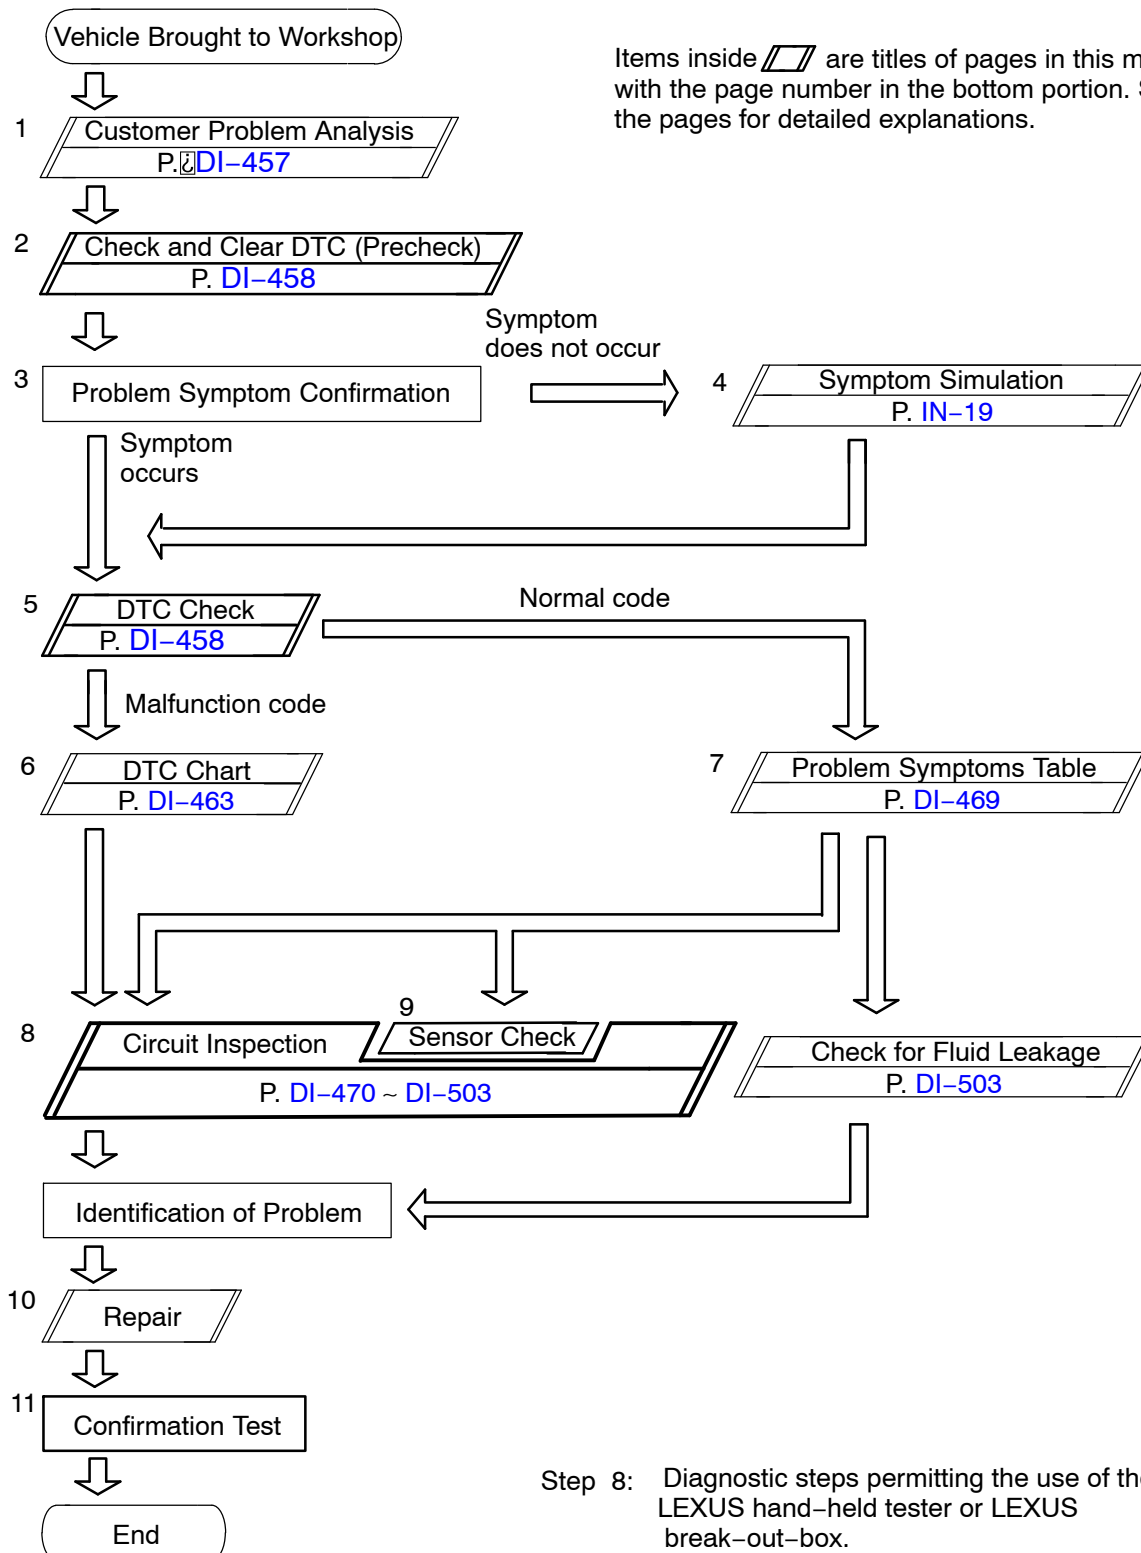 Vehicle Brought to Workshop
Items inside are titles of pages in this m
with the page number in the bottom portion. S
the pages for detailed explanations.
1
Customer Problem Analysis
P.¿DI–457
2
Check and Clear DTC (Precheck)
P. DI–458
Symptom
does not occur
3
Problem Symptom Confirmation
4
Symptom Simulation
P. IN–19
Symptom
occurs
5
DTC Check
P. DI–458
Normal code
Malfunction code
6
DTC Chart
P. DI–463
7
Problem Symptoms Table
P. DI–469
8
Circuit Inspection
9
Sensor Check
P. DI–470 ~ DI–503
Check for Fluid Leakage
P. DI–503
Identification of Problem
10
Repair
11
Confirmation Test
End
Step 8: Diagnostic steps permitting the use of the
LEXUS hand–held tester or LEXUS
break–out–box.